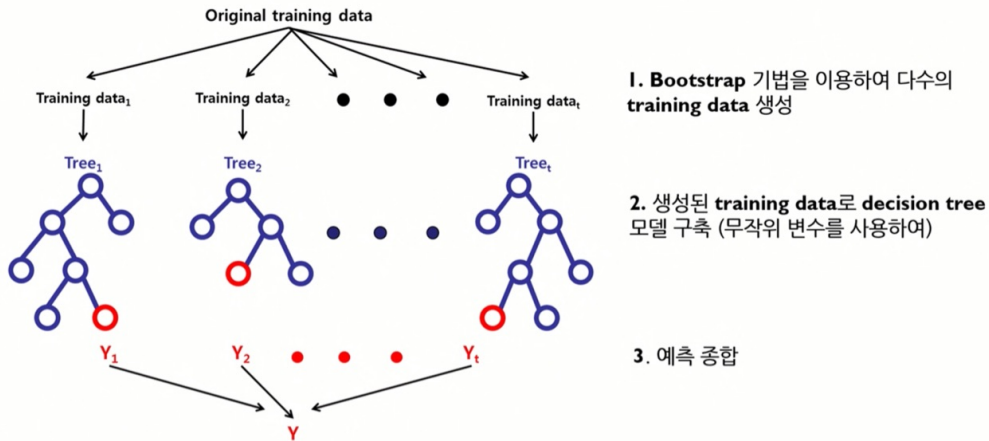 Original training data
Training data1
Training data2
Training datat
1. Bootstrap 기법을 이용하여 다수의
training data 생성
Tree1
Tree2
Treet
2. 생성된 training data로 decision tree
모델 구축 (무작위 변수를 사용하여)
Y1
Y2
Yt
3. 예측 종합
Y